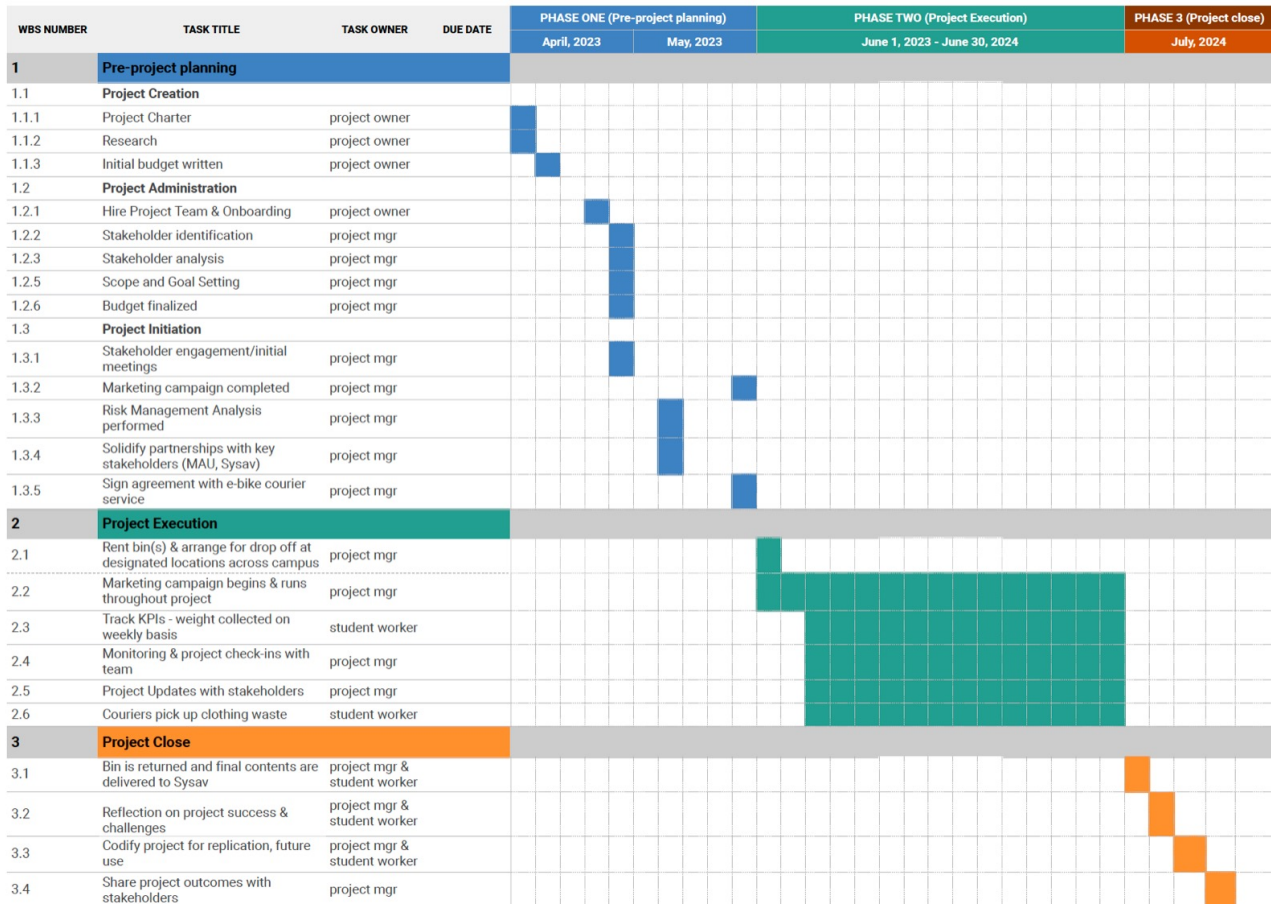 WBS NUMBER TASK TITLE TASK OWNER DUE DATE PHASE ONE (Pre-project planning) PHASE TWO (Project Execution) PHASE 3 (Project close)
April, 2023 May, 2023 June 1, 2023 - June 30, 2024 July, 2024
1 Pre-project planning
1.1 Project Creation
1.1.1 Project Charter project owner
1.1.2 Research project owner
1.1.3 Initial budget written project owner
1.2 Project Administration
1.2.1 Hire Project Team & Onboarding project owner
1.2.2 Stakeholder identification project mgr
1.2.3 Stakeholder analysis project mgr
1.2.5 Scope and Goal Setting project mgr
1.2.6 Budget finalized project mgr
1.3 Project Initiation
1.3.1 Stakeholder engagement/initial
meetings project mgr
1.3.2 Marketing campaign completed project mgr
1.3.3 Risk Management Analysis
performed project mgr
1.3.4 Solidify partnerships with key
stakeholders (MAU, Sysav) project mgr
1.3.5 Sign agreement with e-bike courier
service project mgr
2 Project Execution
2.1 Rent bin(s) & arrange for drop off at
designated locations across campus project mgr
2.2 Marketing campaign begins & runs
throughout project project mgr
2.3 Track KPIs - weight collected on
weekly basis student worker
2.4 Monitoring & project check-ins with
team project mgr
2.5 Project Updates with stakeholders project mgr
2.6 Couriers pick up clothing waste student worker
3 Project Close
3.1 Bin is returned and final contents are project mgr &
delivered to Sysav student worker
3.2 Reflection on project success & project mgr &
challenges student worker
3.3 Codify project for replication, future project mgr &
use student worker
3.4 Share project outcomes with
stakeholders project mgr